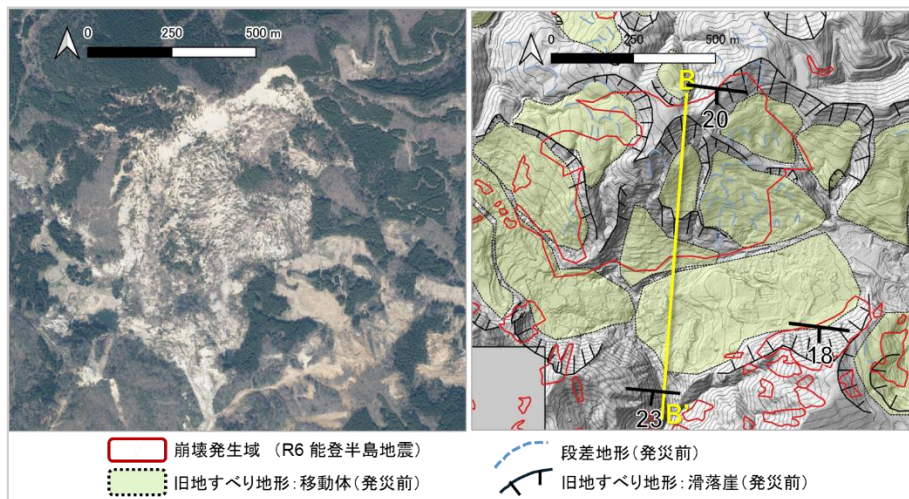 0 250 500 m
0 250 500 m
B
20
18
23
B'
崩壊発生域 (R6 能登半島地震)
段差地形(発災前)
旧地すべり地形:移動体(発災前)
旧地すべり地形:滑落崖(発災前)